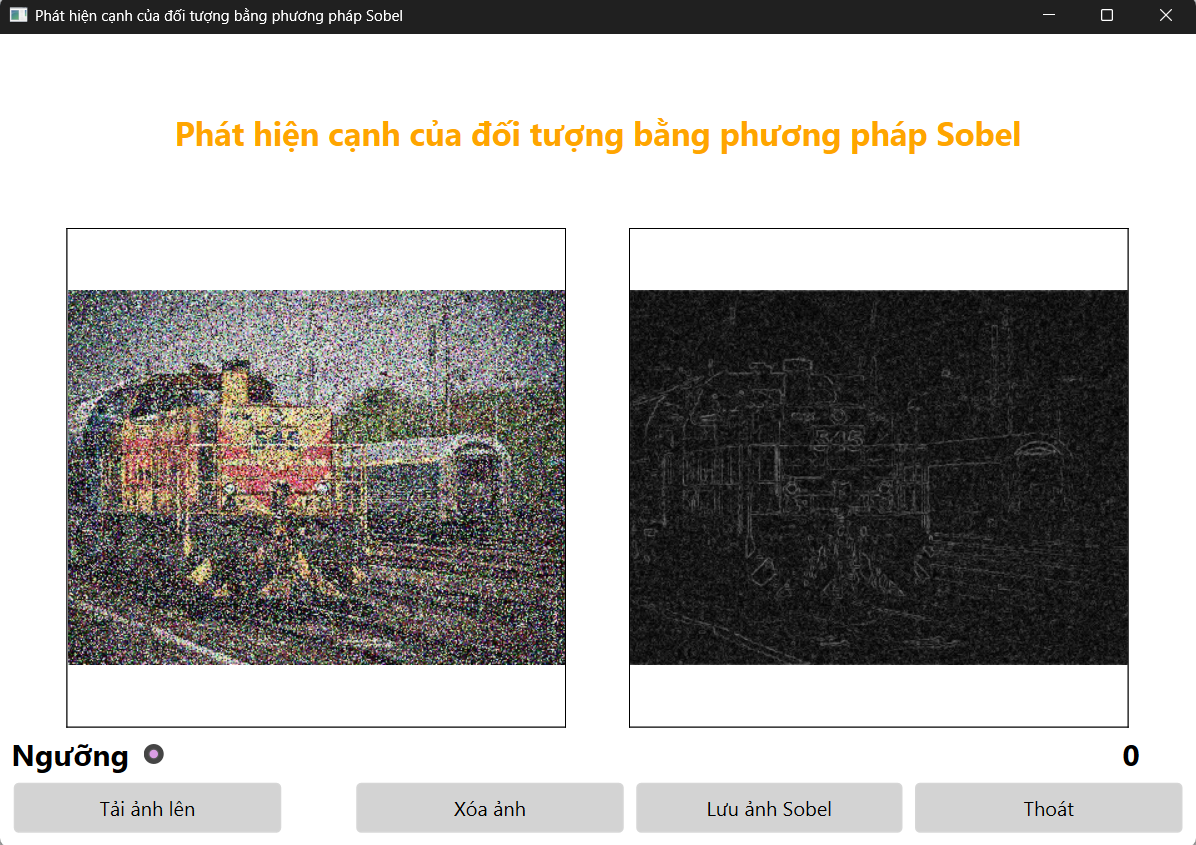 Phát hiện cạnh của đối tượng bằng phương pháp Sobel
Phát hiện cạnh của đối tượng bằng phương pháp Sobel
545
Ngưỡng 0
Tải ảnh lên Xóa ảnh Lưu ảnh Sobel Thoát